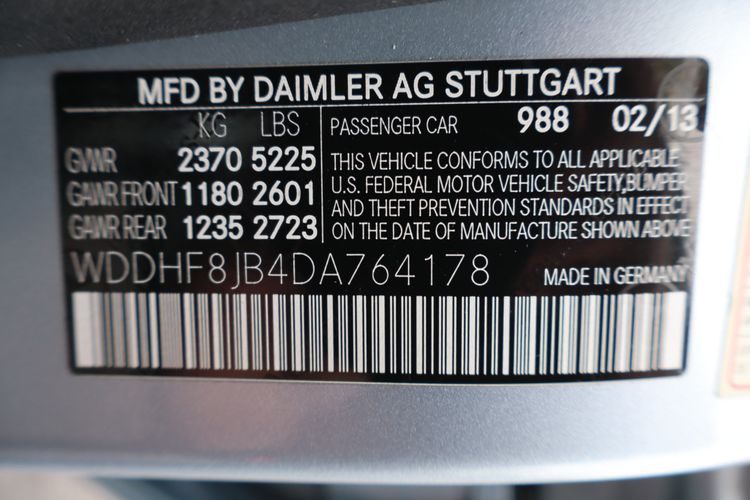 MFD BY DAIMLER AG STUTTGART
KG LBS
GVWR 2370 5225
GAWR FRONT 1180 2601
GAWR REAR 1235 2723
PASSENGER CAR 988 02/13
THIS VEHICLE CONFORMS TO ALL APPLICABLE
U.S. FEDERAL MOTOR VEHICLE SAFETY,BUMPER
AND THEFT PREVENTION STANDARDS IN EFFECT
ON THE DATE OF MANUFACTURE SHOWN ABOVE
WDDHF8JB4DA764178
MADE IN GERMANY